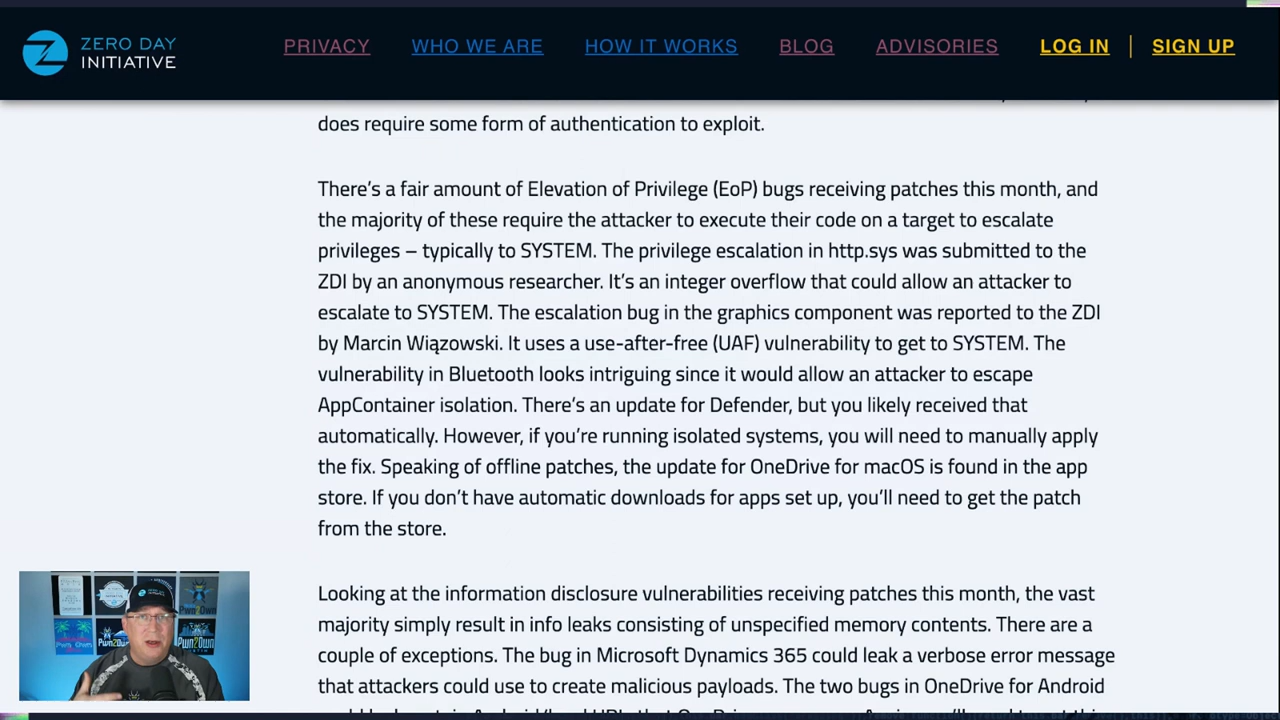 ZERO DAY
INITIATIVE
PRIVACY
WHO WE ARE
HOW IT WORKS
BLOG
ADVISORIES
LOG IN
SIGN UP
does require some form of authentication to exploit.
There’s a fair amount of Elevation of Privilege (EoP) bugs receiving patches this month, and
the majority of these require the attacker to execute their code on a target to escalate
privileges – typically to SYSTEM. The privilege escalation in http.sys was submitted to the
ZDI by an anonymous researcher. It’s an integer overflow that could allow an attacker to
escalate to SYSTEM. The escalation bug in the graphics component was reported to the ZDI
by Marcin Wiązowski. It uses a use-after-free (UAF) vulnerability to get to SYSTEM. The
vulnerability in Bluetooth looks intriguing since it would allow an attacker to escape
AppContainer isolation. There’s an update for Defender, but you likely received that
automatically. However, if you’re running isolated systems, you will need to manually apply
the fix. Speaking of offline patches, the update for OneDrive for macOS is found in the app
store. If you don’t have automatic downloads for apps set up, you’ll need to get the patch
from the store.
Looking at the information disclosure vulnerabilities receiving patches this month, the vast
majority simply result in info leaks consisting of unspecified memory contents. There are a
couple of exceptions. The bug in Microsoft Dynamics 365 could leak a verbose error message
that attackers could use to create malicious payloads. The two bugs in OneDrive for Android
Pwn2Own
Pwn2Own